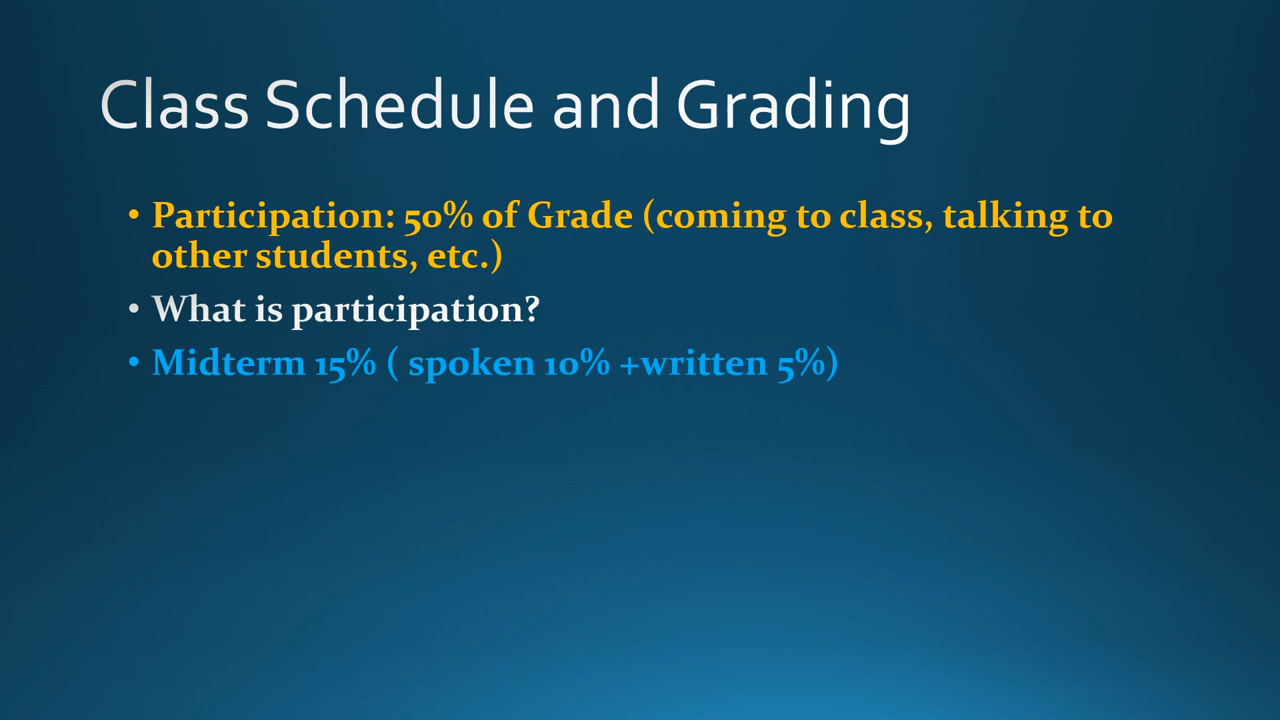 Class Schedule and Grading
• Participation: 50% of Grade (coming to class, talking to
other students, etc.)
• What is participation?
• Midterm 15% ( spoken 10% +written 5%)